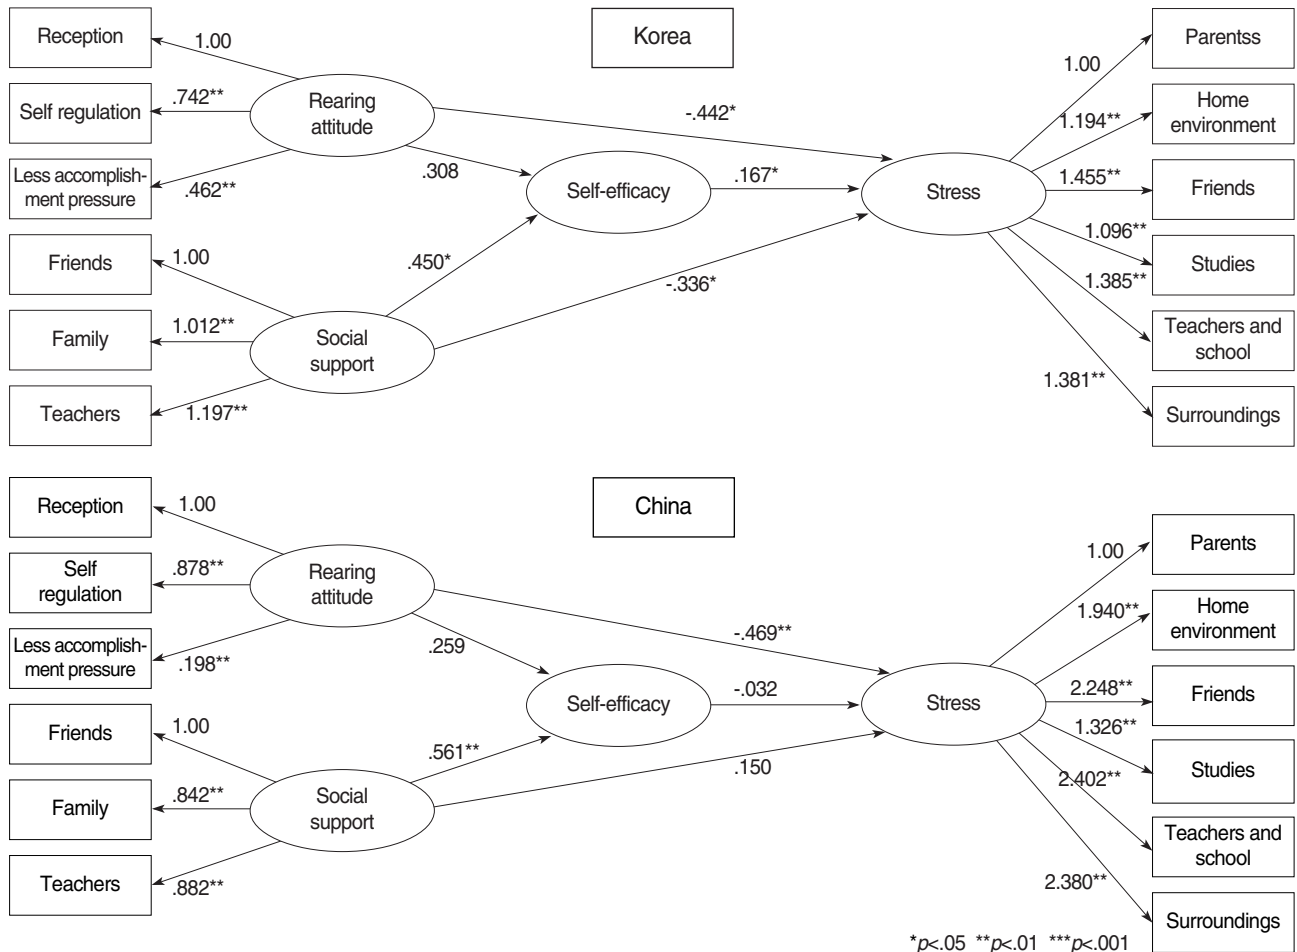 Korea
Reception
Self regulation
Less accomplish-
ment pressure
Friends
Family
Teachers
1.00
.742**
.462**
1.00
1.012**
1.197**
Rearing
attitude
Social
support
-.442*
.308
.450*
-.336*
Self-efficacy
.167*
Stress
1.00
1.194**
1.455**
1.096**
1.385**
1.381**
Parentss
Home
environment
Friends
Studies
Teachers and
school
Surroundings
China
Reception
Self
regulation
Less accomplish-
ment pressure
Friends
Family
Teachers
1.00
.878**
.198**
1.00
.842**
.882**
Rearing
attitude
Social
support
-.469**
.259
.561**
.150
Self-efficacy
-.032
Stress
1.00
1.940**
2.248**
1.326**
2.402**
2.380**
Parents
Home
environment
Friends
Studies
Teachers and
school
Surroundings
*p<.05 **p<.01 ***p<.001